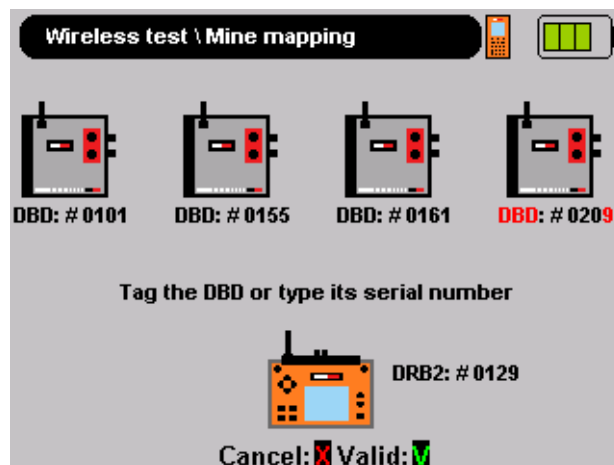 Wireless test \ Mine mapping
DBD: # 0101 DBD: # 0155 DBD: # 0161 DBD: # 0209
Tag the DBD or type its serial number
DRB2: # 0129
Cancel: X Valid: V